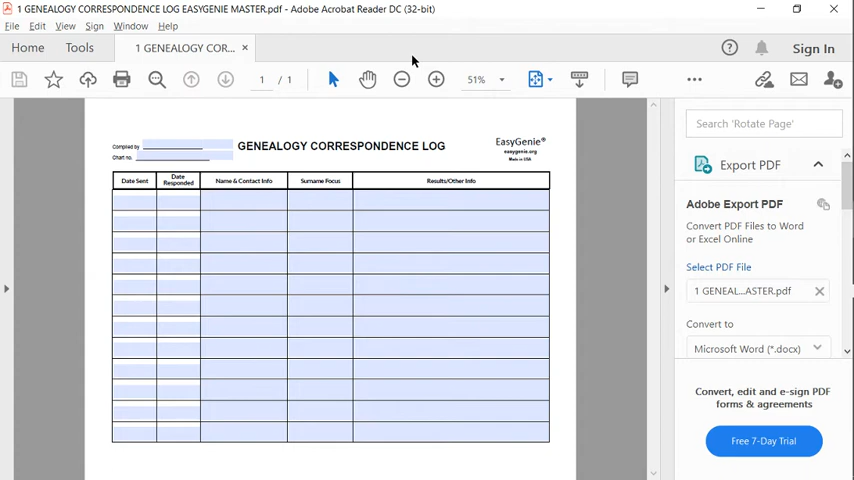 1 GENEALOGY CORRESPONDENCE LOG EASYGENIE MASTER.pdf - Adobe Acrobat Reader DC (32-bit)
File Edit View Sign Window Help
Home Tools 1 GENEALOGY COR... × Sign In
1 / 1 51%
Search 'Rotate Page'
Compiled by GENEALOGY CORRESPONDENCE LOG EasyGenie®
easygenie.org
Chart no. Made in USA
Export PDF
Date Sent Date Responded Name & Contact Info Surname Focus Results/Other Info
Adobe Export PDF
Convert PDF Files to Word
or Excel Online
Select PDF File
1 GENEAL...ASTER.pdf
Convert to
Microsoft Word (*.docx)
Convert, edit and e-sign PDF
forms & agreements
Free 7-Day Trial